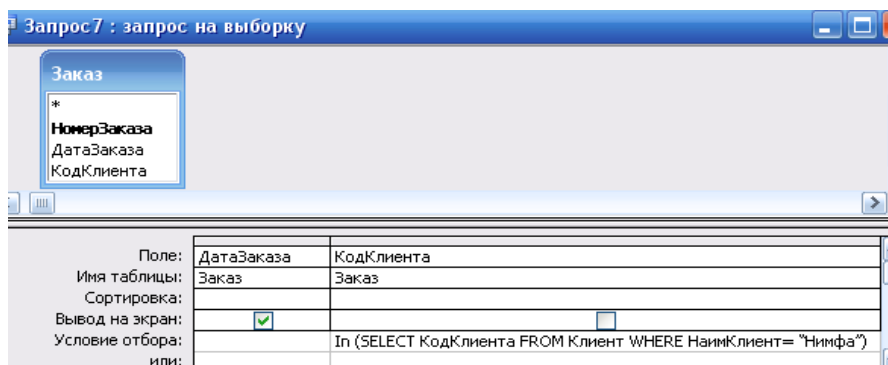 Запрос7 : запрос на выборку
Заказ
*
НомерЗаказа
ДатаЗаказа
КодКлиента
Поле: ДатаЗаказа КодКлиента
Имя таблицы: Заказ Заказ
Сортировка:
Вывод на экран:
Условие отбора: In (SELECT КодКлиента FROM Клиент WHERE НаимКлиент= "Нимфа")
или: